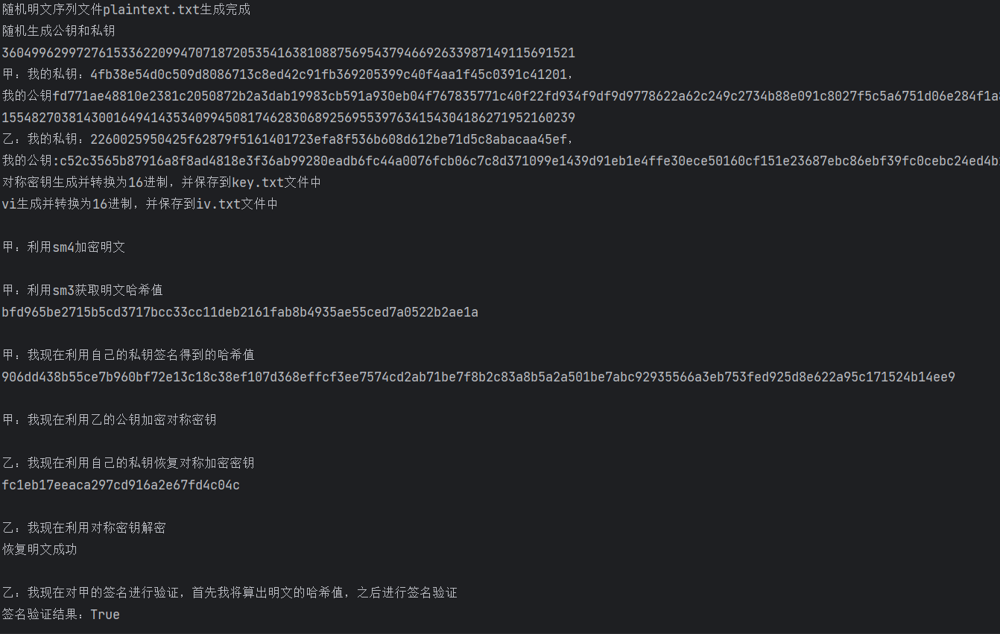 随机明文序列文件plaintext.txt生成完成
随机生成公钥和私钥
36049962997276153362209947071872053541638108875695437946692633987149115691521
甲：我的私钥：4fb38e54d0c509d8086713c8ed42c91fb369205399c40f4aa1f45c0391c41201，
我的公钥fd771ae48810e2381c2050872b2a3dab19983cb591a930eb04f767835771c40f22fd934f9df9d9778622a62c249c2734b88e091c8027f5c5a6751d06e284f1a8
15548270381430016494143534099450817462830689256955397634154304186271952160239
乙：我的私钥：2260025950425f62879f5161401723efa8f536b608d612be71d5c8abacaa45ef，
我的公钥:c52c3565b87916a8f8ad4818e3f36ab99280eadb6fc44a0076fcb06c7c8d371099e1439d91eb1e4ffe30ece50160cf151e23687ebc86ebf39fc0cebc24ed4b
对称密钥生成并转换为16进制，并保存到key.txt文件中
vi生成并转换为16进制，并保存到iv.txt文件中
甲：利用sm4加密明文
甲：利用sm3获取明文哈希值
bfd965be2715b5cd3717bcc33cc11deb2161fab8b4935ae55ced7a0522b2ae1a
甲：我现在利用自己的私钥签名得到的哈希值
906dd438b55ce7b960bf72e13c18c38ef107d368effcf3ee7574cd2ab71be7f8b2c83a8b5a2a501be7abc92935566a3eb753fed925d8e622a95c171524b14ee9
甲：我现在利用乙的公钥加密对称密钥
乙：我现在利用自己的私钥恢复对称加密密钥
fc1eb17eeaca297cd916a2e67fd4c04c
乙：我现在利用对称密钥解密
恢复明文成功
乙：我现在对甲的签名进行验证，首先我将算出明文的哈希值，之后进行签名验证
签名验证结果：True